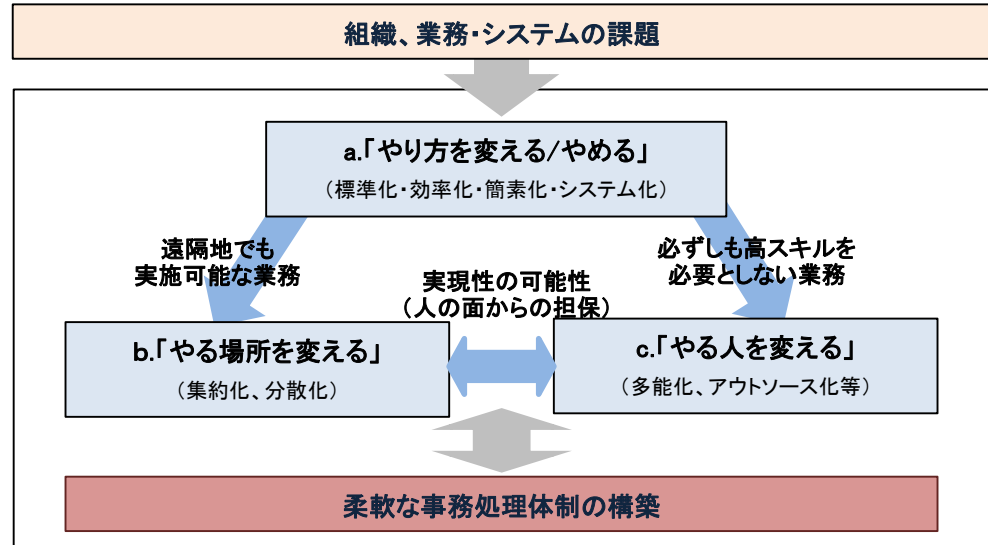 組織、業務・システムの課題
a.「やり方を変える/やめる」
（標準化・効率化・簡素化・システム化）
遠隔地でも
実施可能な業務
必ずしも高スキルを
必要としない業務
実現性の可能性
（人の面からの担保）
b.「やる場所を変える」
（集約化、分散化）
c.「やる人を変える」
（多能化、アウトソース化等）
柔軟な事務処理体制の構築